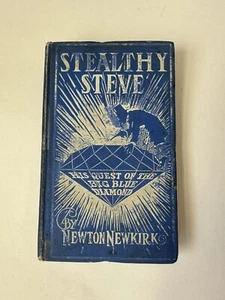 STEALTHY
STEVE
HIS QUEST OF THE
BIG BLUE
DIAMOND
BY
NEWTON NEWKIRK